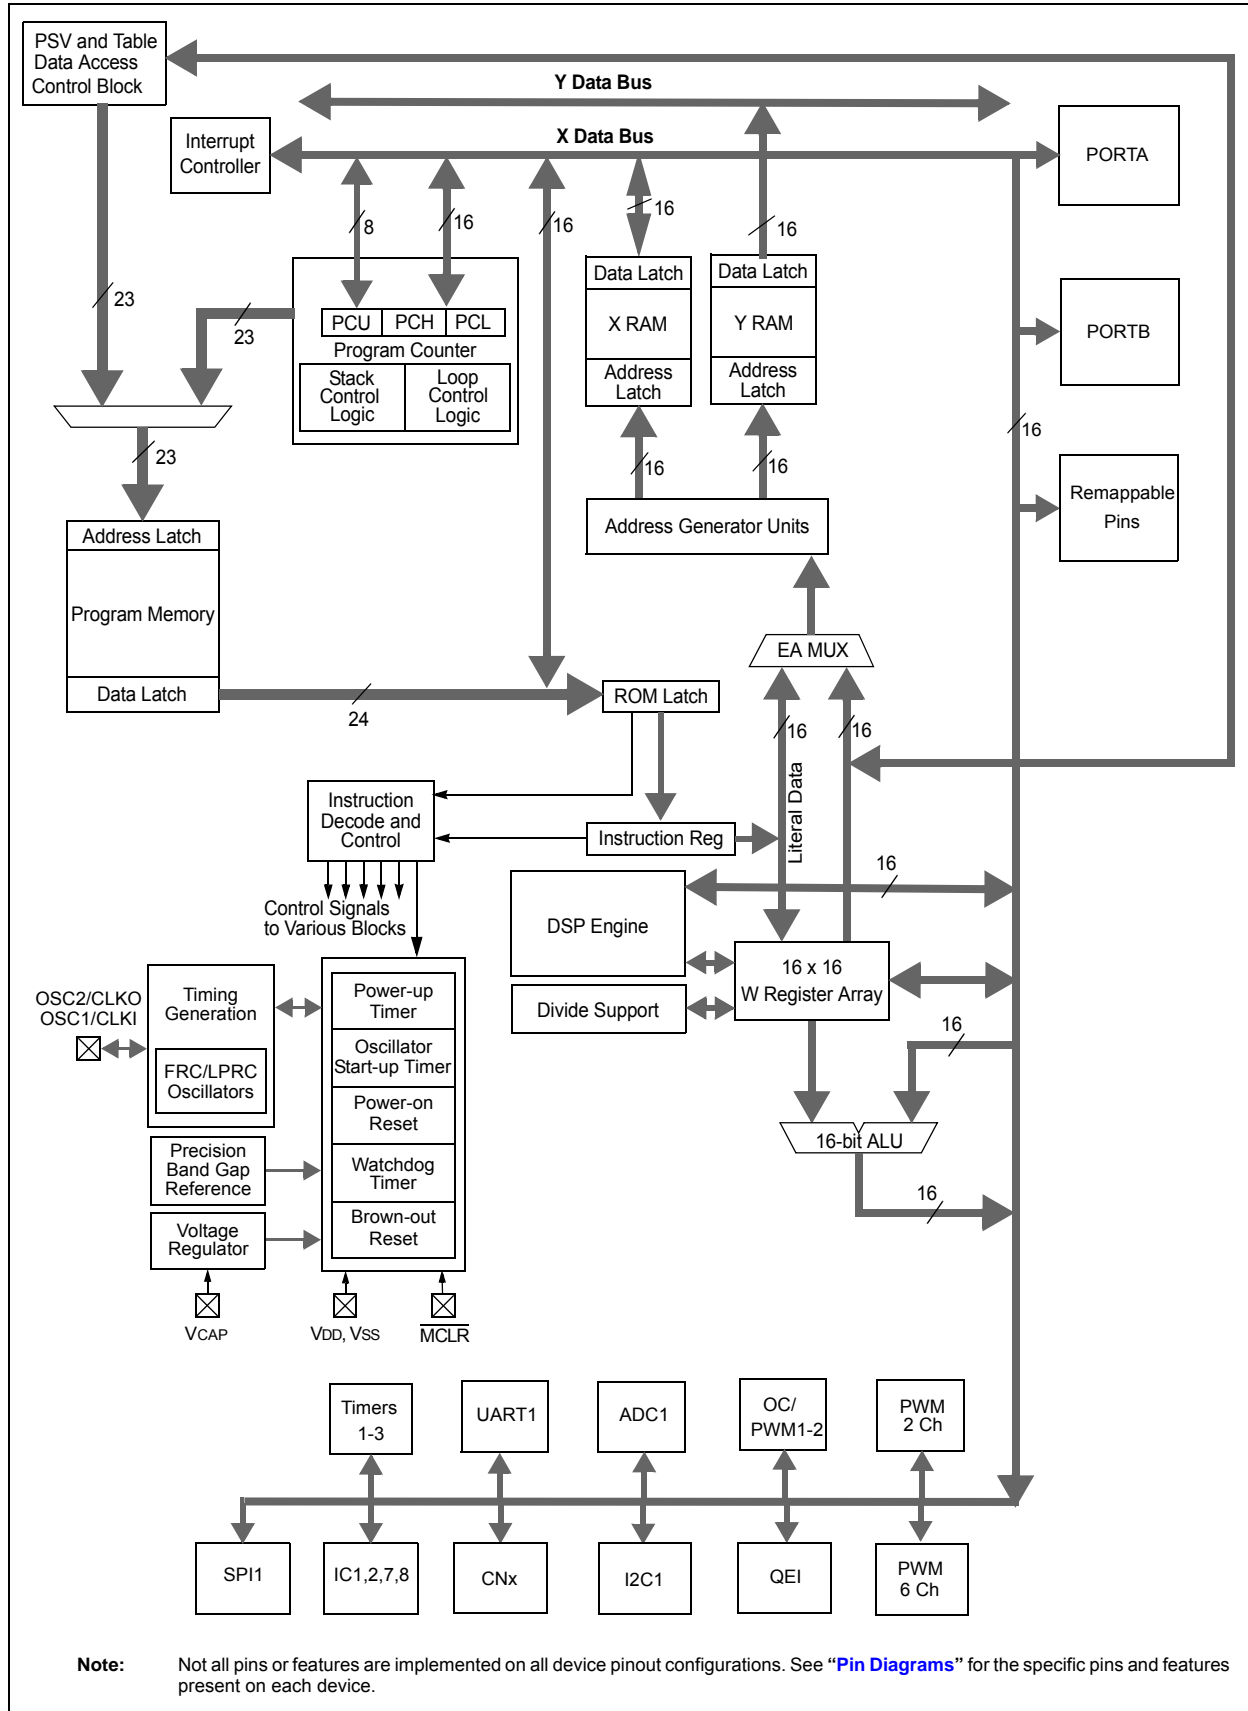 PSV and Table
Data Access
Control Block
Y Data Bus
Interrupt
Controller
X Data Bus
PORTA
8
16
16
16
16
23
23
Data Latch
X RAM
Address
Latch
Data Latch
Y RAM
Address
Latch
PCU
PCH
PCL
Program Counter
Stack
Control
Logic
Loop
Control
Logic
PORTB
16
23
16
16
Remappable
Pins
Address Generator Units
Address Latch
Program Memory
Data Latch
24
EA MUX
ROM Latch
16
16
Literal Data
Instruction
Decode and
Control
Instruction Reg
Control Signals
to Various Blocks
16
DSP Engine
Divide Support
16 x 16
W Register Array
OSC2/CLKO
OSC1/CLKI
Timing
Generation
FRC/LPRC
Oscillators
Power-up
Timer
Oscillator
Start-up Timer
Power-on
Reset
Watchdog
Timer
Brown-out
Reset
16
16-bit ALU
16
Precision
Band Gap
Reference
Voltage
Regulator
VCAP
VDD, VSS
MCLR
Timers
1-3
UART1
ADC1
OC/
PWM1-2
PWM
2 Ch
SPI1
IC1,2,7,8
CNx
I2C1
QEI
PWM
6 Ch
Note: Not all pins or features are implemented on all device pinout configurations. See “Pin Diagrams” for the specific pins and features
present on each device.